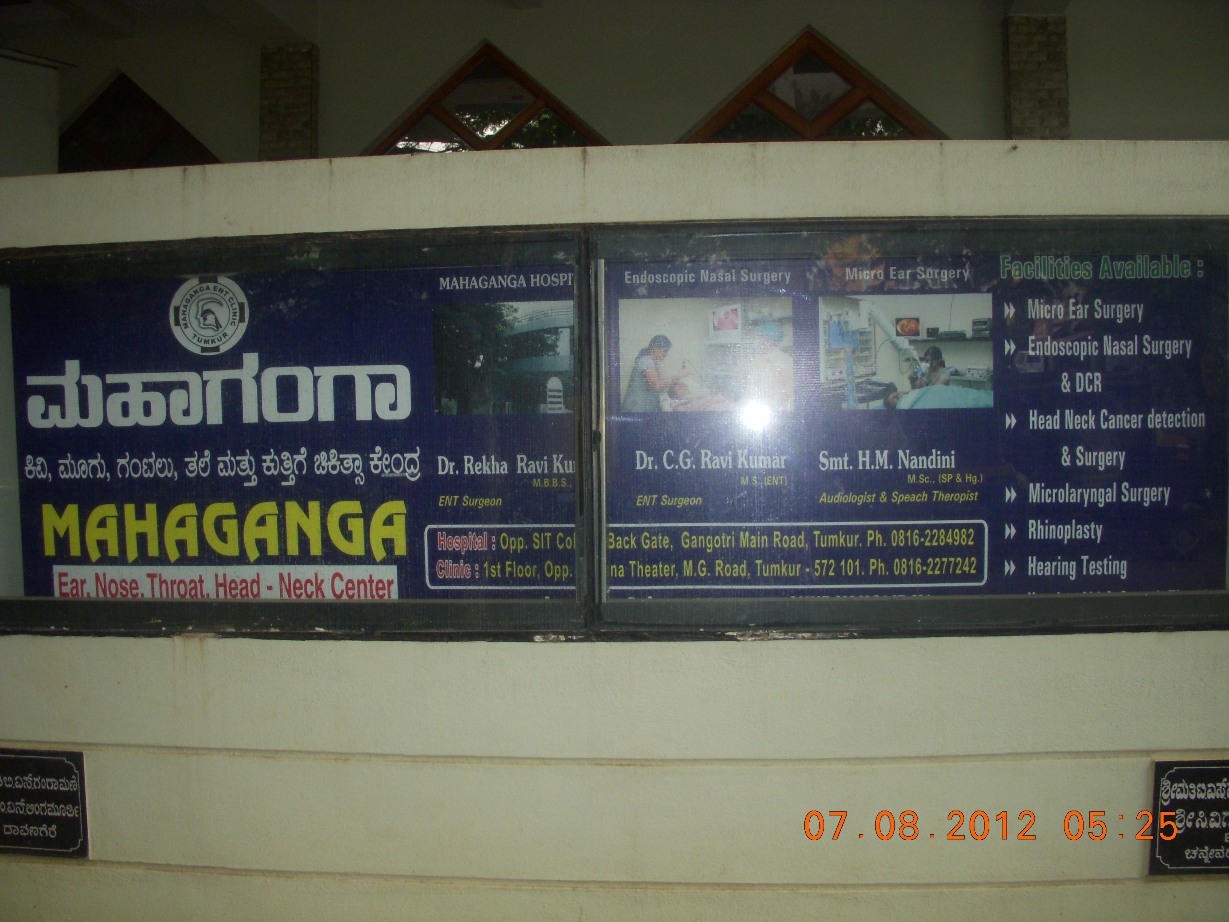 MAHAGANGA ENT CLINIC
TUMKUR
ಮಹಾಗಂಗಾ
ಕಿವಿ, ಮೂಗು, ಗಂಟಲು, ತಲೆ ಮತ್ತು ಕುತ್ತಿಗೆ ಚಿಕಿತ್ಸಾ ಕೇಂದ್ರ
MAHAGANGA
Ear, Nose, Throat, Head - Neck Center
MAHAGANGA HOSPI
Dr. Rekha Ravi Ku
M.B.B.S.,
ENT Surgeon
Endoscopic Nasal Surgery
Dr. C.G. Ravi Kumar
M.S., (ENT)
ENT Surgeon
Micro Ear Surgery
Smt. H.M. Nandini
M.Sc., (SP & Hg.)
Audiologist & Speach Theropist
Hospital : Opp. SIT Col Back Gate, Gangotri Main Road, Tumkur. Ph. 0816-2284982
Clinic : 1st Floor, Opp. na Theater, M.G. Road, Tumkur - 572 101. Ph. 0816-2277242
Facilities Available :
Micro Ear Surgery
Endoscopic Nasal Surgery
& DCR
Head Neck Cancer detection
& Surgery
Microlaryngal Surgery
Rhinoplasty
Hearing Testing
ದಾವಣಗೆರೆ
07.08.2012 05:25